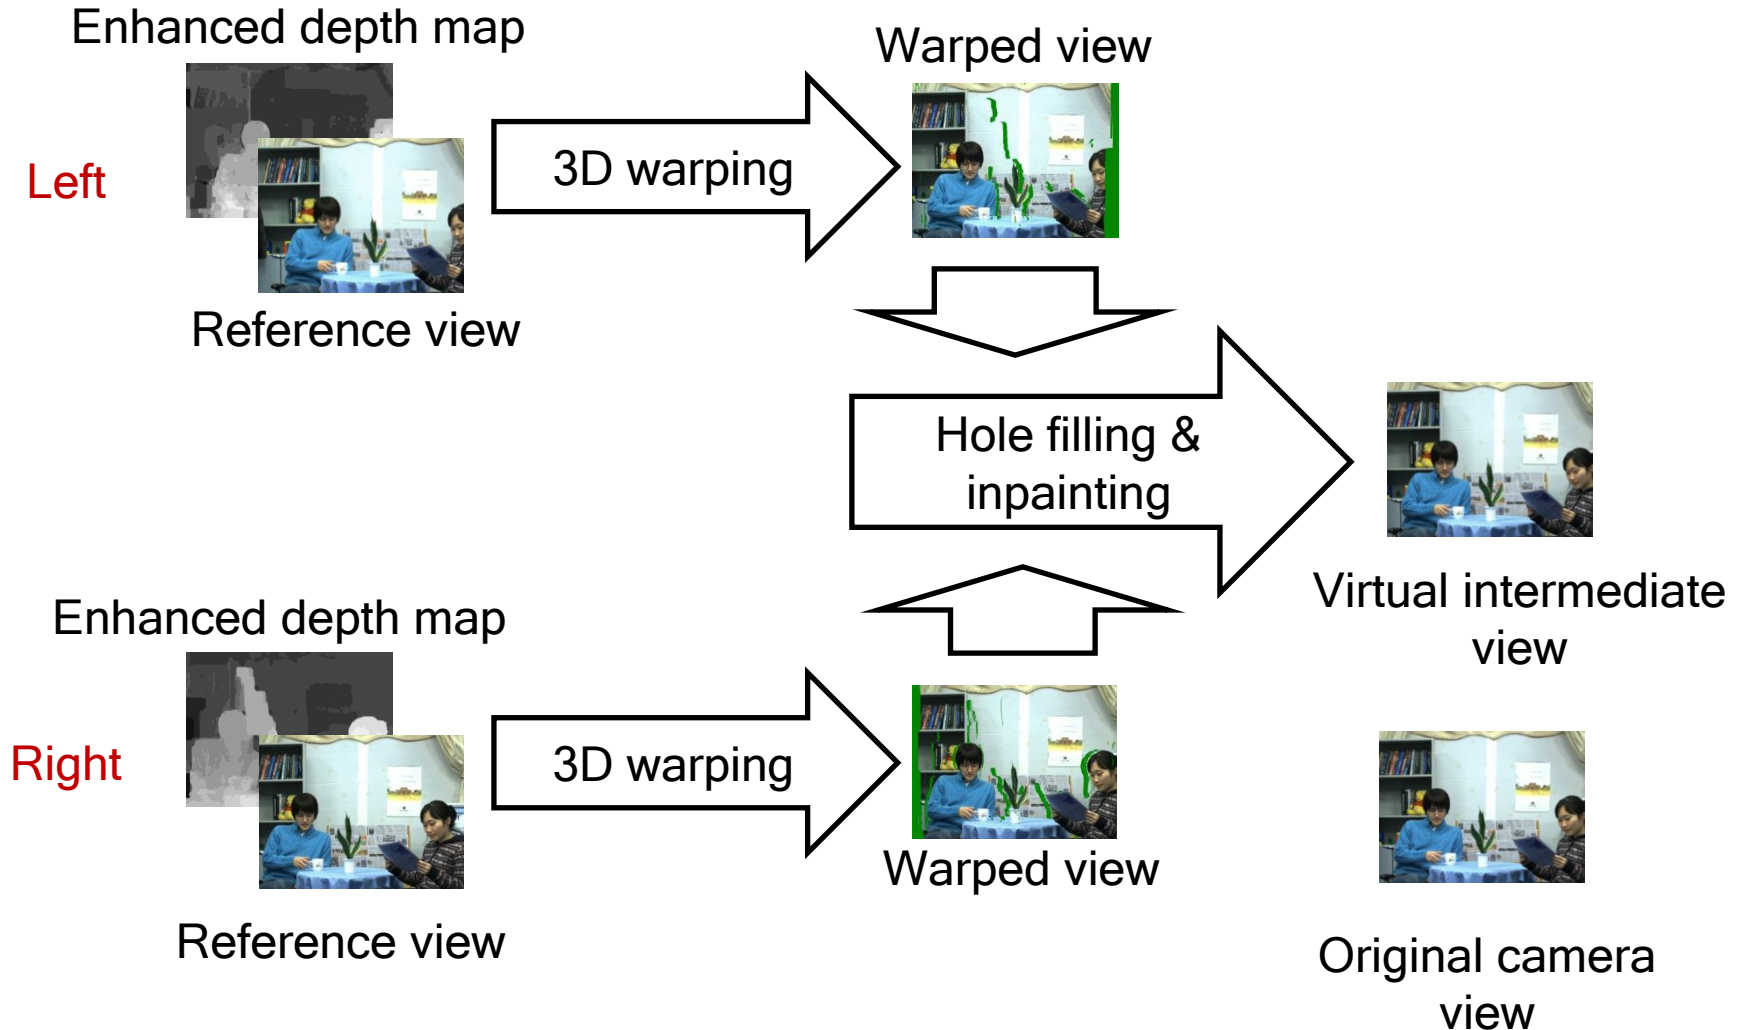 Enhanced depth map
Warped view
Left
3D warping
Reference view
Hole filling &
inpainting
Virtual intermediate
view
Enhanced depth map
Right
3D warping
Warped view
Reference view
Original camera
view